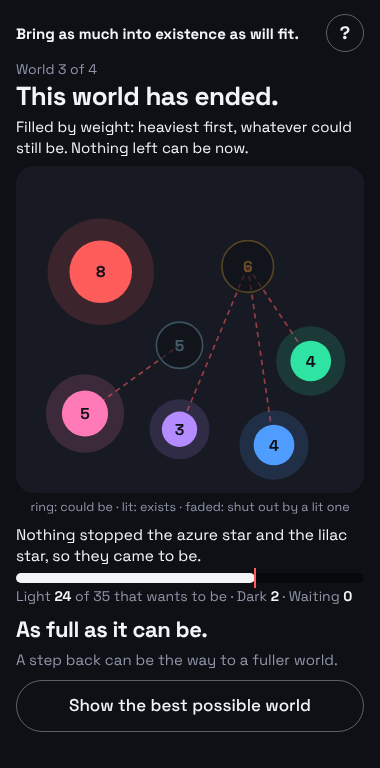 Bring as much into existence as will fit.
?
World 3 of 4
This world has ended.
Filled by weight: heaviest first, whatever could
still be. Nothing left can be now.
8
6
5
4
5
3
4
ring: could be · lit: exists · faded: shut out by a lit one
Nothing stopped the azure star and the lilac
star, so they came to be.
Light 24 of 35 that wants to be · Dark 2 · Waiting 0
As full as it can be.
A step back can be the way to a fuller world.
Show the best possible world